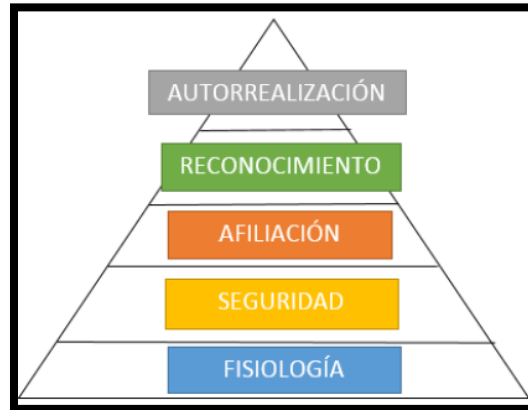 AUTORREALIZACIÓN
RECONOCIMIENTO
AFILIACIÓN
SEGURIDAD
FISIOLOGÍA